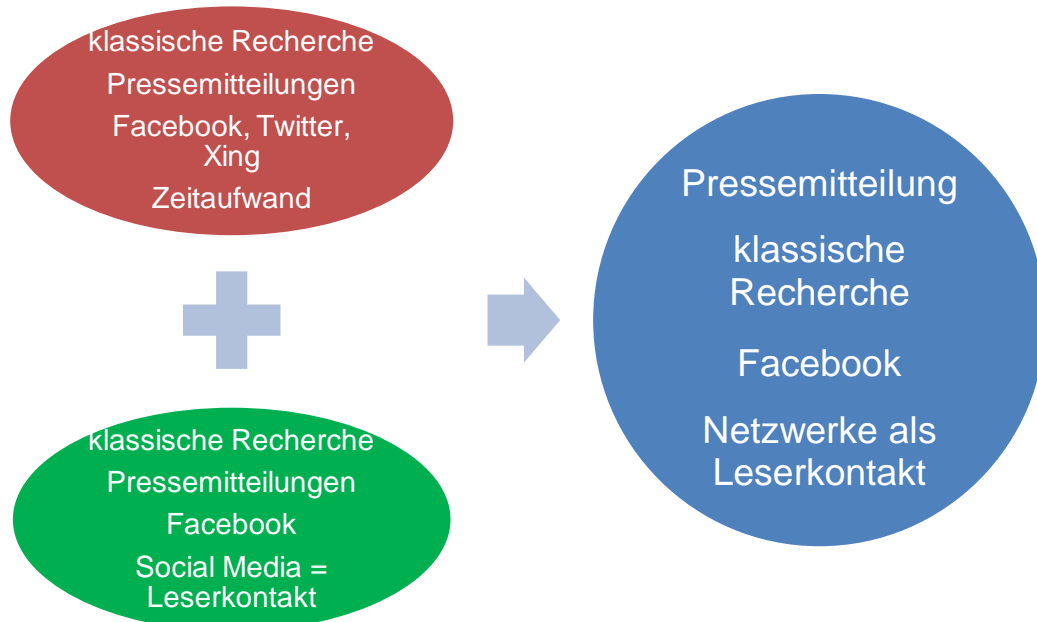 klassische Recherche
Pressemitteilungen
Facebook, Twitter,
Xing
Zeitaufwand
klassische Recherche
Pressemitteilungen
Facebook
Social Media =
Leserkontakt
Pressemitteilung
klassische
Recherche
Facebook
Netzwerke als
Leserkontakt